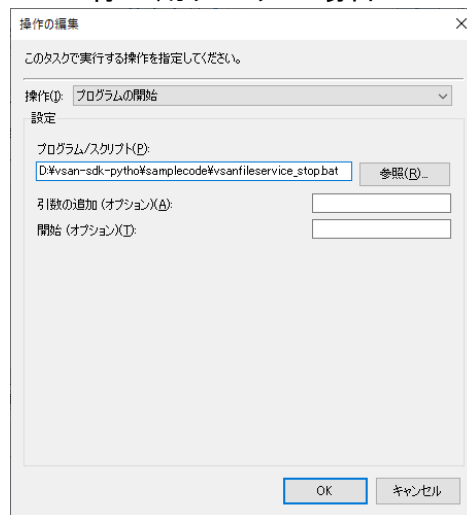 操作の編集
このタスクで実行する操作を指定してください。
操作(I): プログラムの開始
設定
プログラム/スクリプト(P):
D:¥vsan-sdk-pytho¥samplecode¥vsanfileservice_stop.bat 参照(R)...
引数の追加 (オプション)(A):
開始 (オプション)(T):
OK キャンセル